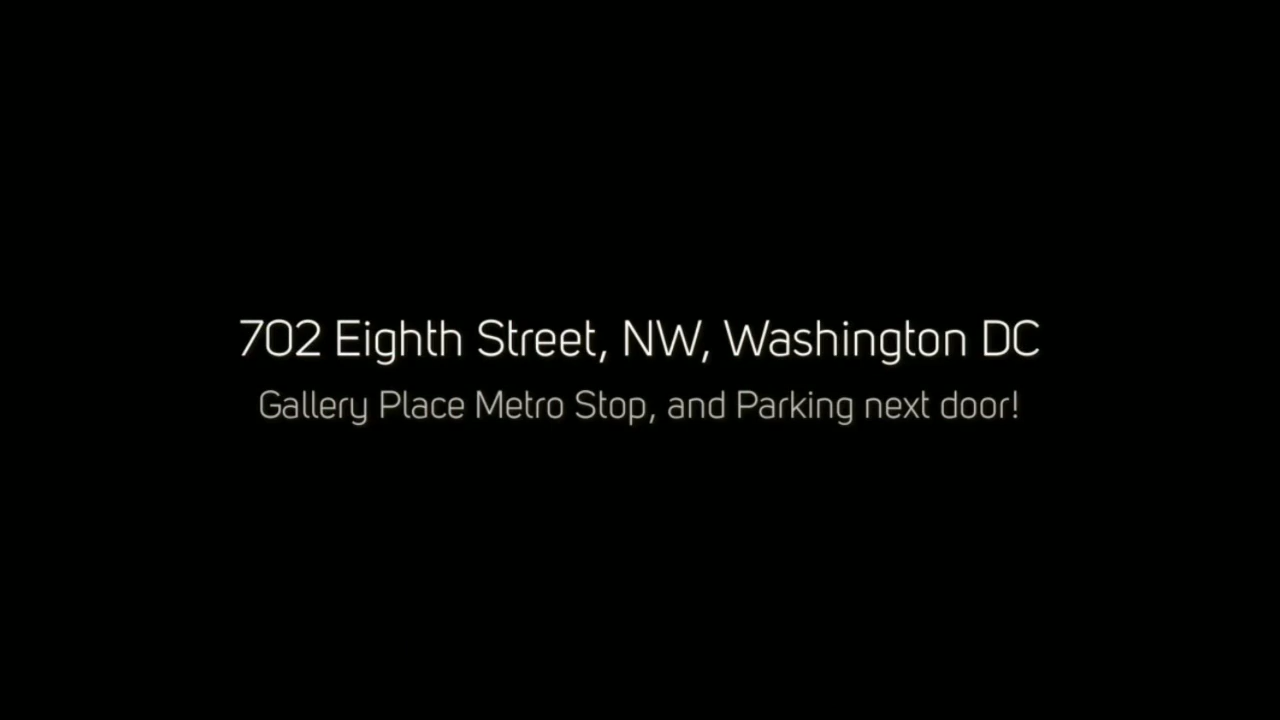 702 Eighth Street, NW, Washington DC
Gallery Place Metro Stop, and Parking next door!